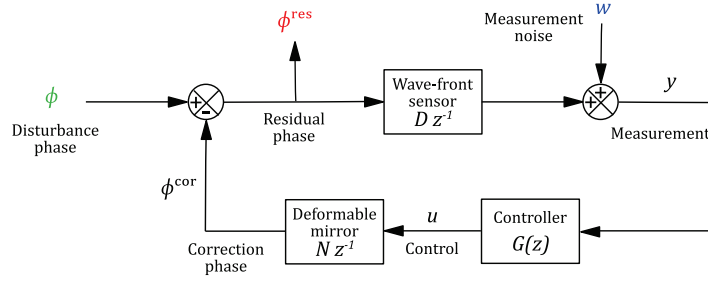 ϕ^res
w
Measurement
noise
y
ϕ
Disturbance
phase
+
-
Residual
phase
Wave-front
sensor
D z^-1
+
+
Measurement
ϕ^cor
Correction
phase
Deformable
mirror
N z^-1
u
Control
Controller
G(z)